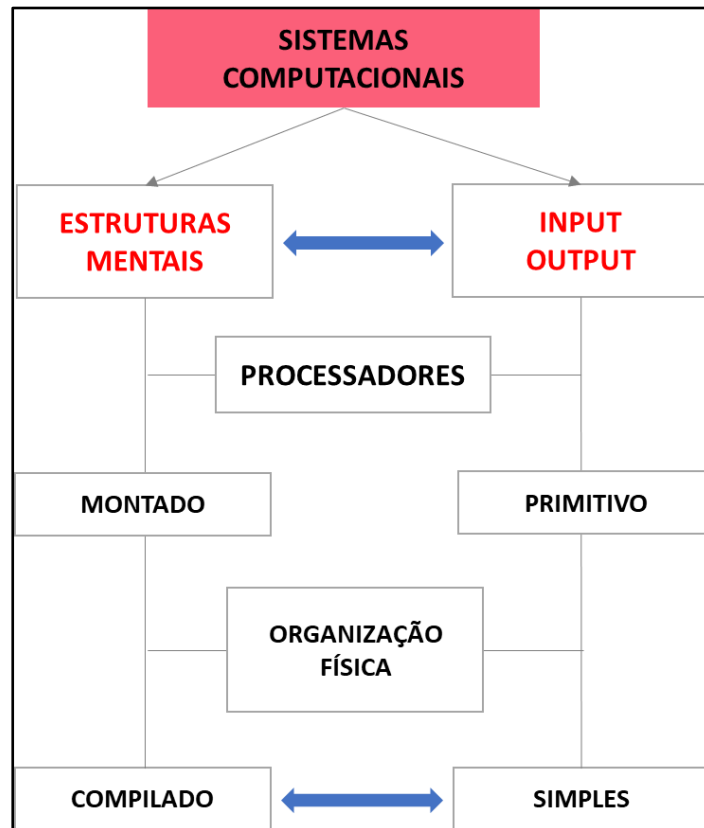 SISTEMAS
COMPUTACIONAIS
ESTRUTURAS
MENTAIS
INPUT
OUTPUT
PROCESSADORES
MONTADO
PRIMITIVO
ORGANIZAÇÃO
FÍSICA
COMPILADO
SIMPLES